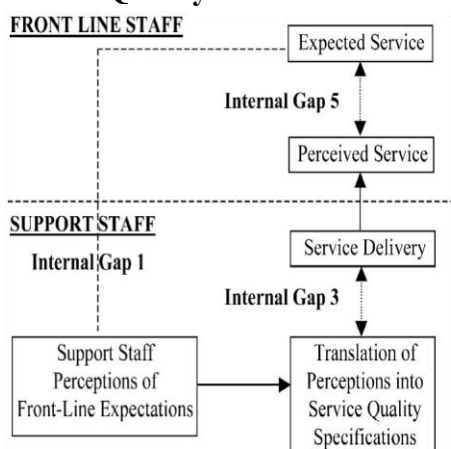 FRONT LINE STAFF
Expected Service
Internal Gap 5
Perceived Service
SUPPORT STAFF
Service Delivery
Internal Gap 1
Internal Gap 3
Support Staff
Perceptions of
Front-Line Expectations
Translation of
Perceptions into
Service Quality
Specifications